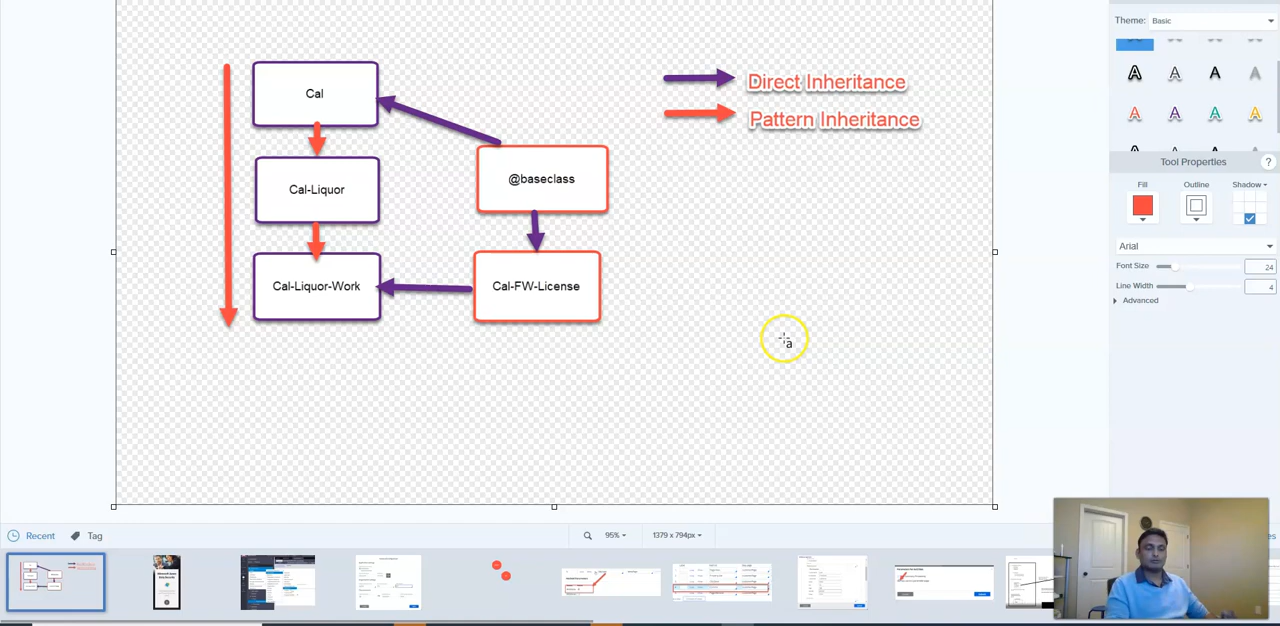 Theme: Basic
Cal
Direct Inheritance
Pattern Inheritance
A A A A
A A A A
Cal-Liquor
@baseclass
Tool Properties ?
Fill Outline Shadow
Cal-Liquor-Work
Cal-FW-License
Arial
Font Size 24
Line Width 4
Advanced
a
Recent Tag
95% 1379 x 794px